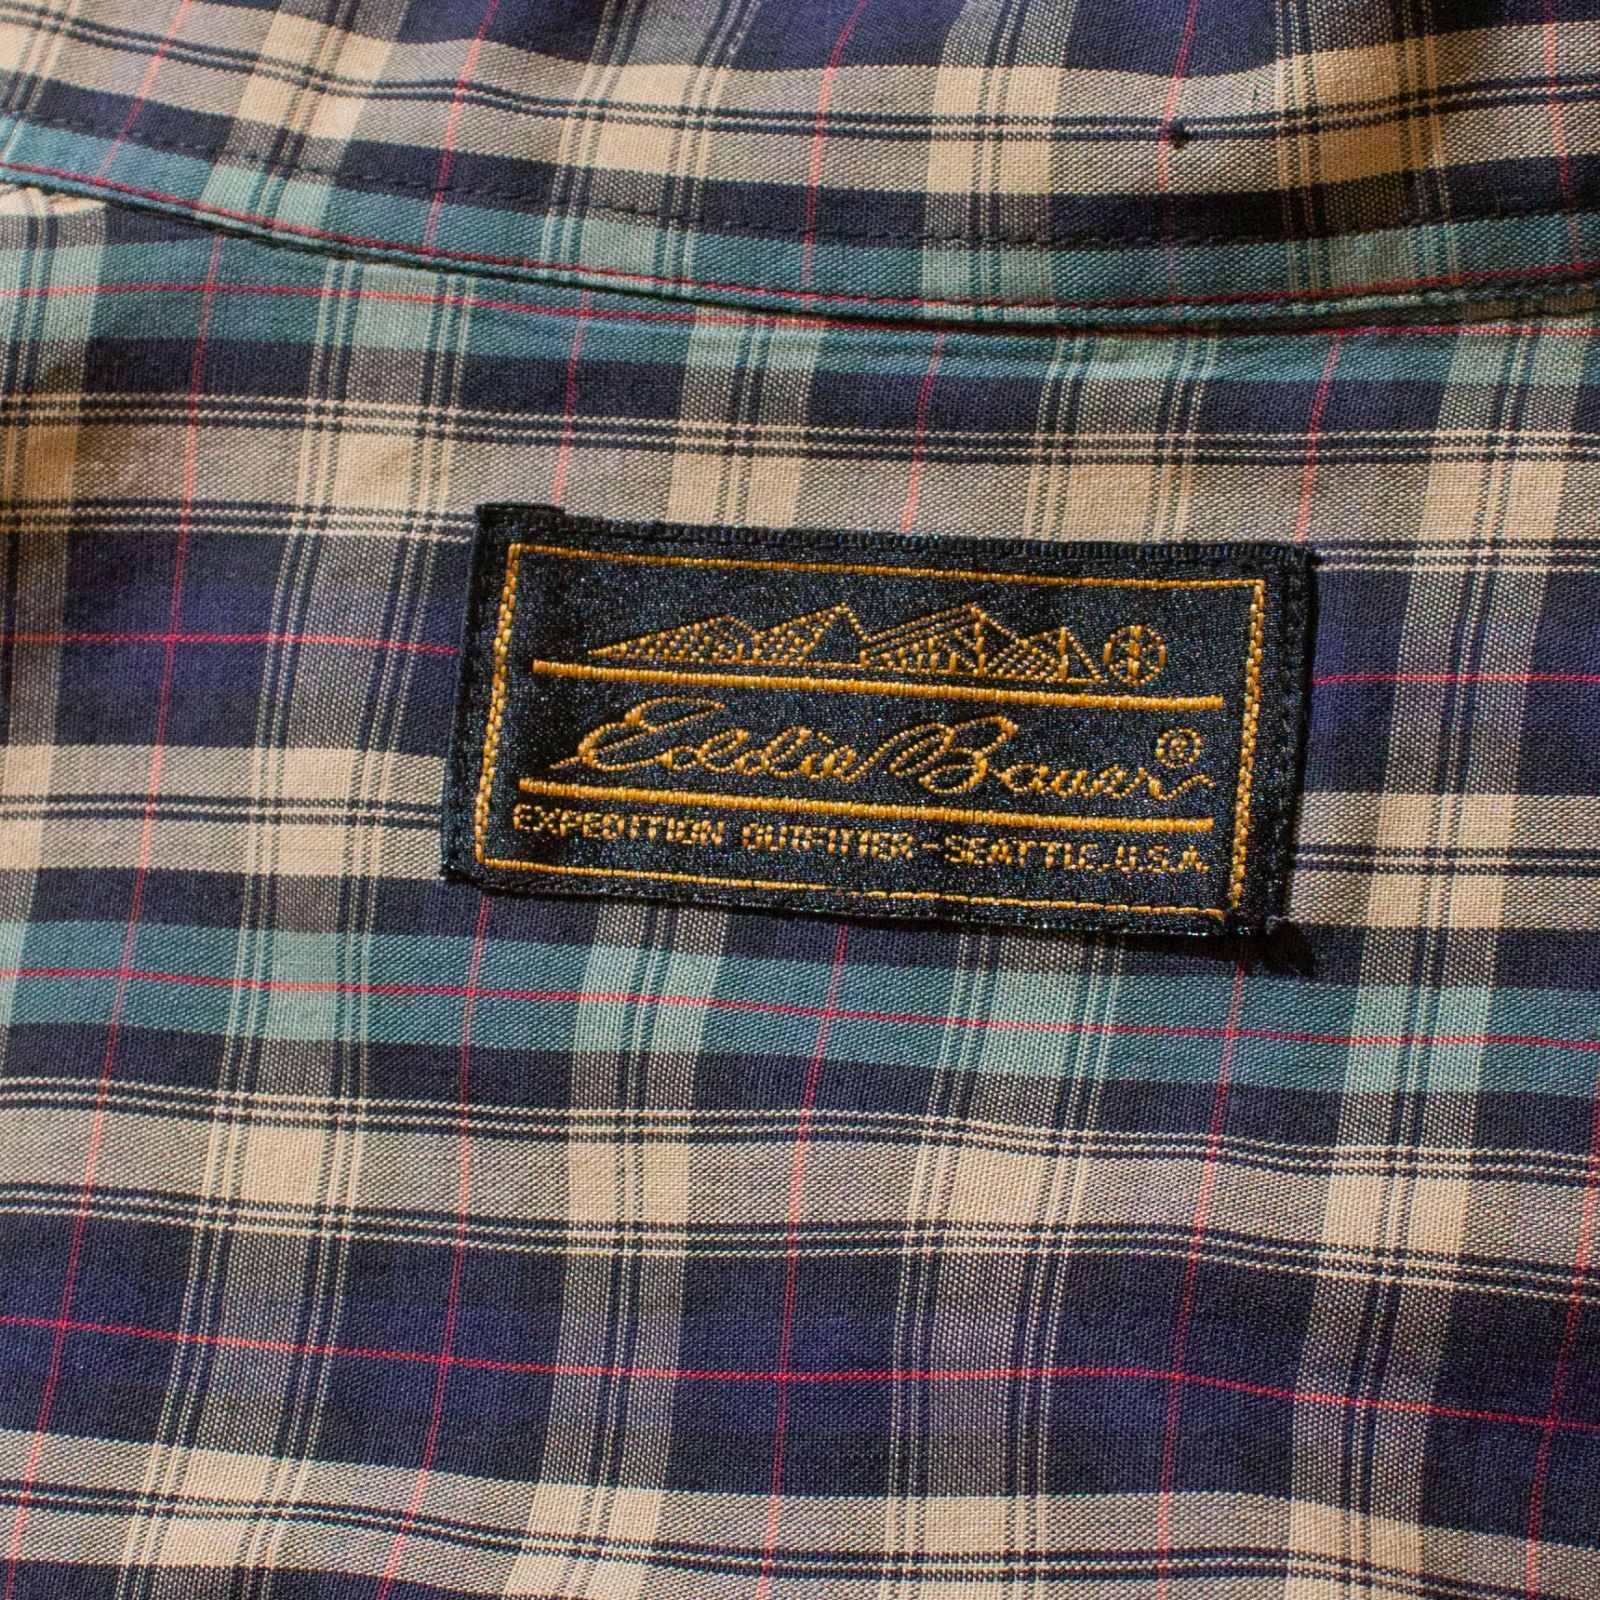 Eddie Bauer®
EXPEDITION OUTFITTER - SEATTLE, U.S.A.